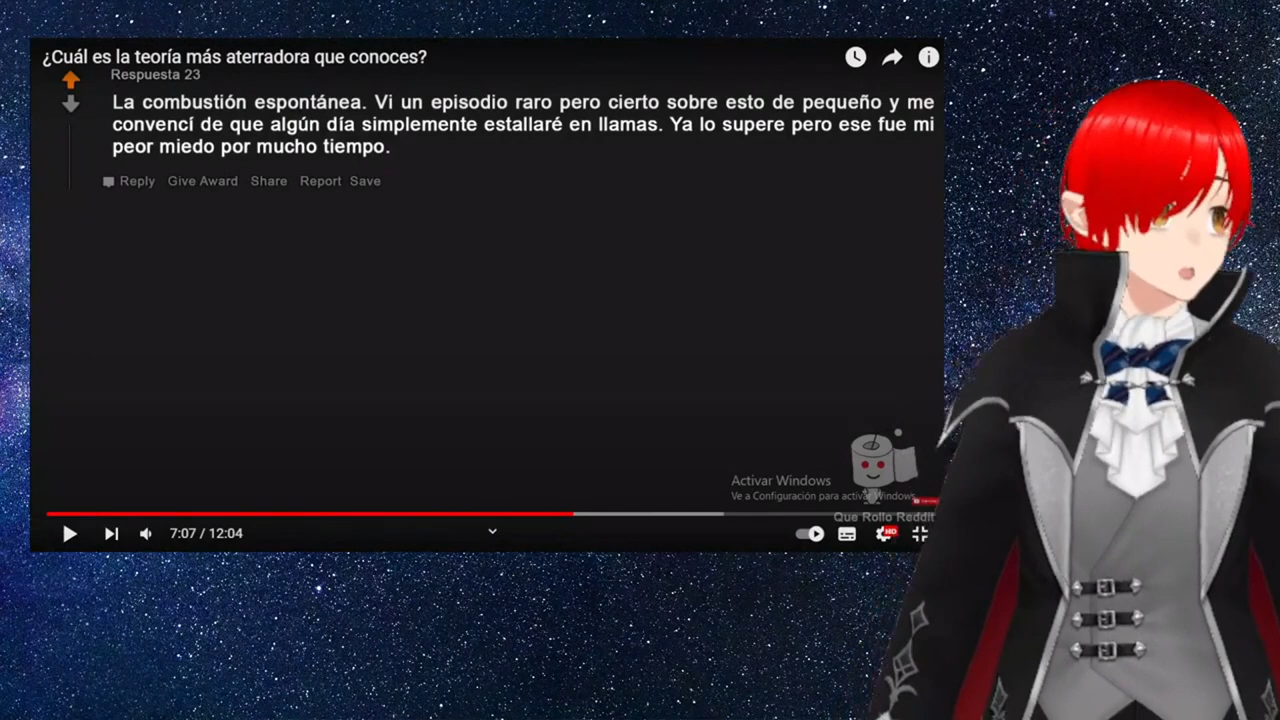 ¿Cuál es la teoría más aterradora que conoces?
Respuesta 23
La combustión espontánea. Vi un episodio raro pero cierto sobre esto de pequeño y me
convencí de que algún día simplemente estallaré en llamas. Ya lo supere pero ese fue mi
peor miedo por mucho tiempo.
Reply Give Award Share Report Save
Activar Windows
Ve a Configuración para activar Windows.
Que Rollo Reddit
7:07 / 12:04
HD